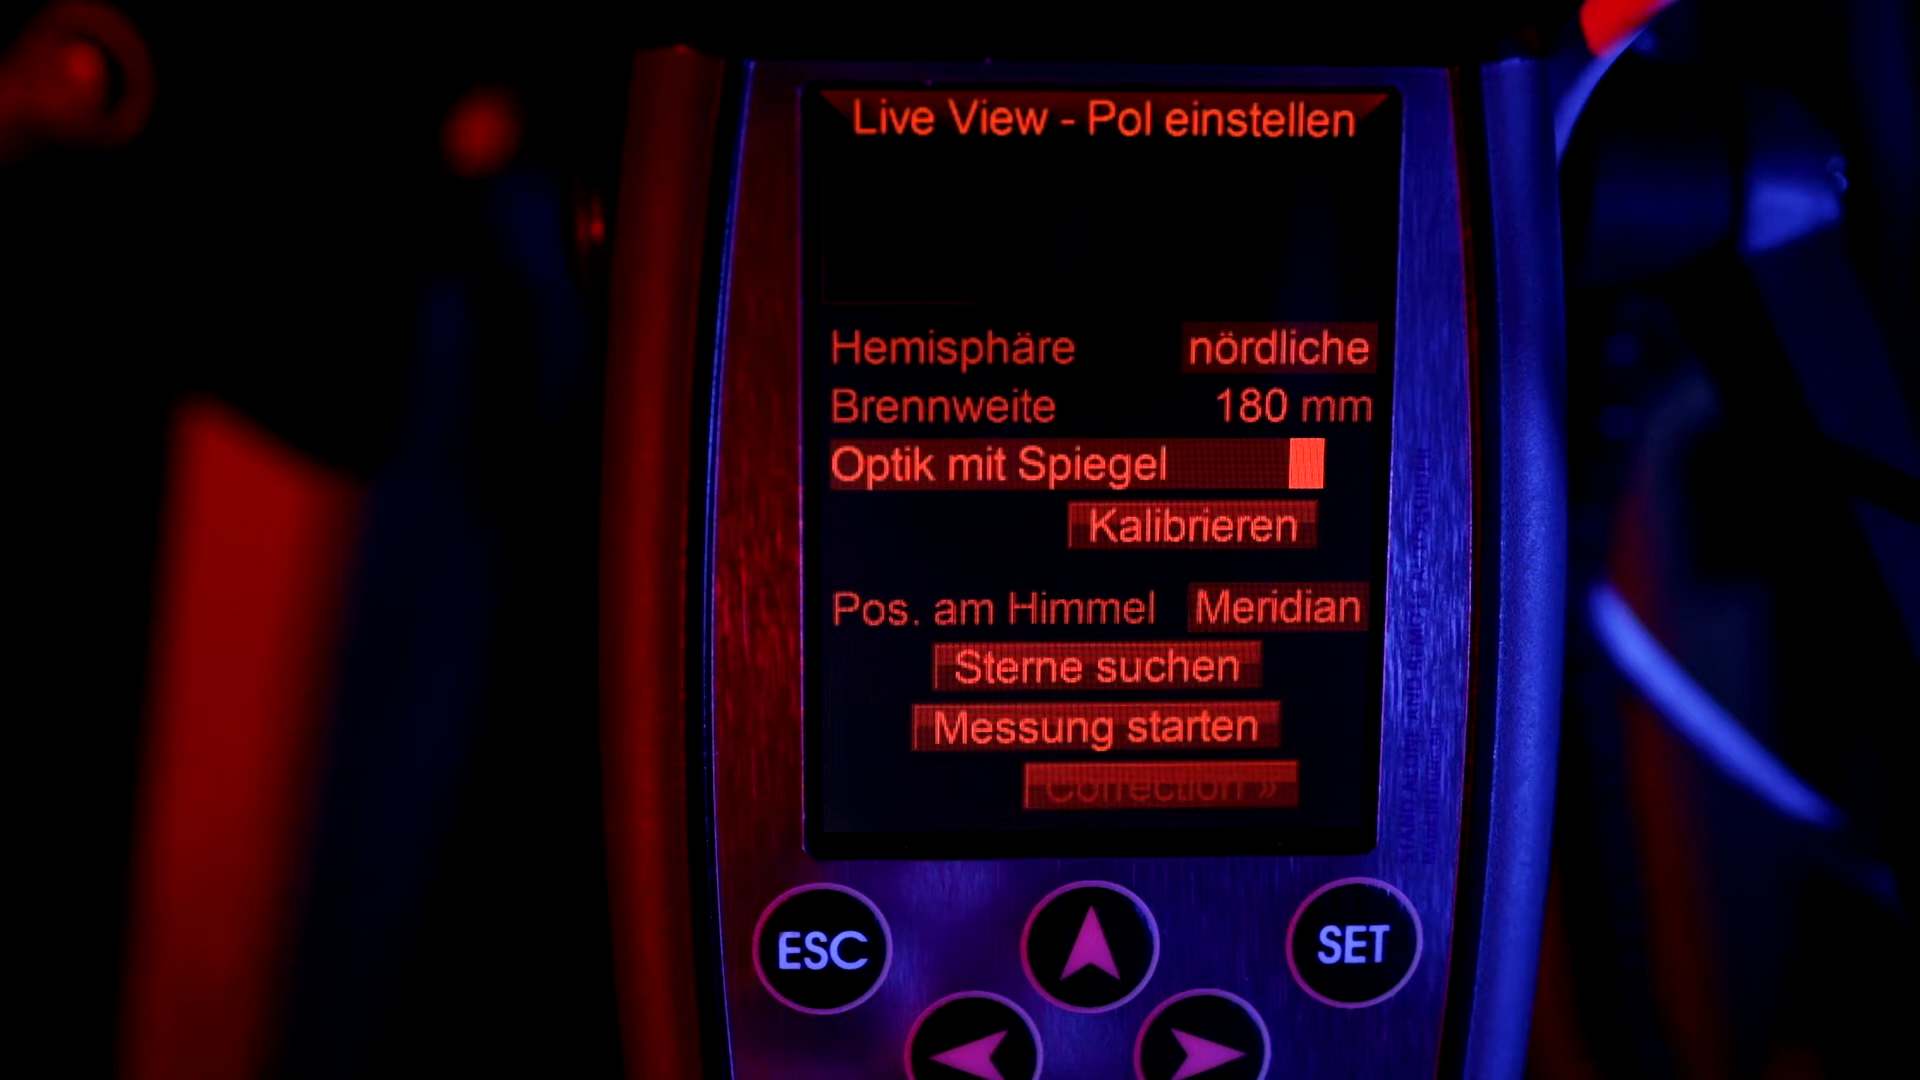 Live View - Pol einstellen
Hemisphäre nördliche
Brennweite 180 mm
Optik mit Spiegel
Kalibrieren
Pos. am Himmel Meridian
Sterne suchen
Messung starten
Correction »
ESC SET